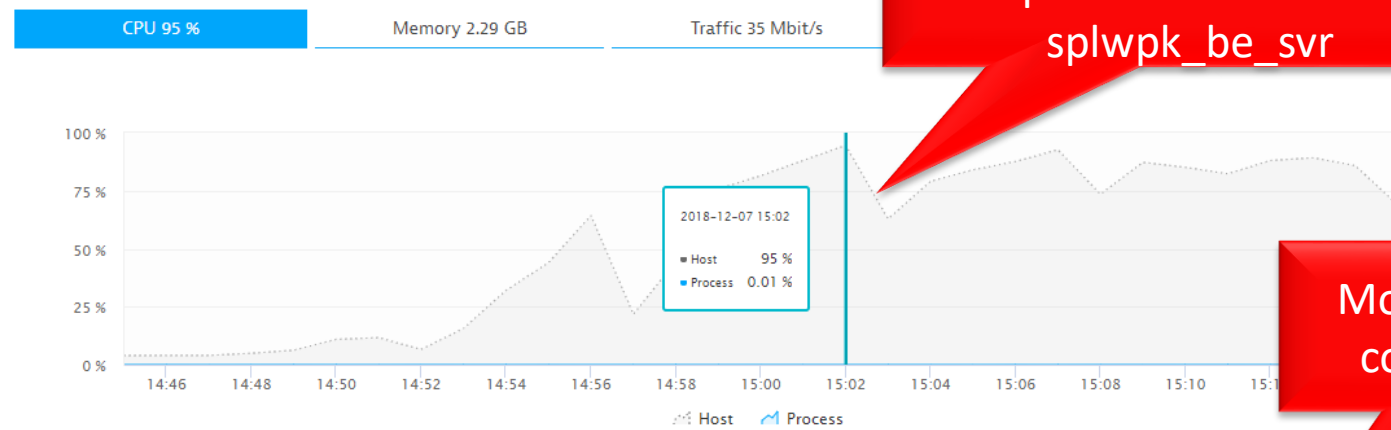 CPU 95 % Memory 2.29 GB Traffic 35 Mbit/s
splwpk_be_svr
100 %
75 %
50 %
25 %
0 %
2018-12-07 15:02
Host 95 %
Process 0.01 %
14:46 14:48 14:50 14:52 14:54 14:56 14:58 15:00 15:02 15:04 15:06 15:08 15:10
Host Process